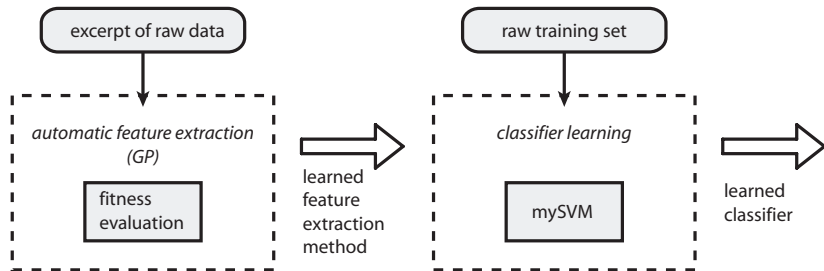 excerpt of raw data
raw training set
automatic feature extraction
(GP)
fitness
evaluation
learned
feature
extraction
method
classifier learning
mySVM
learned
classifier